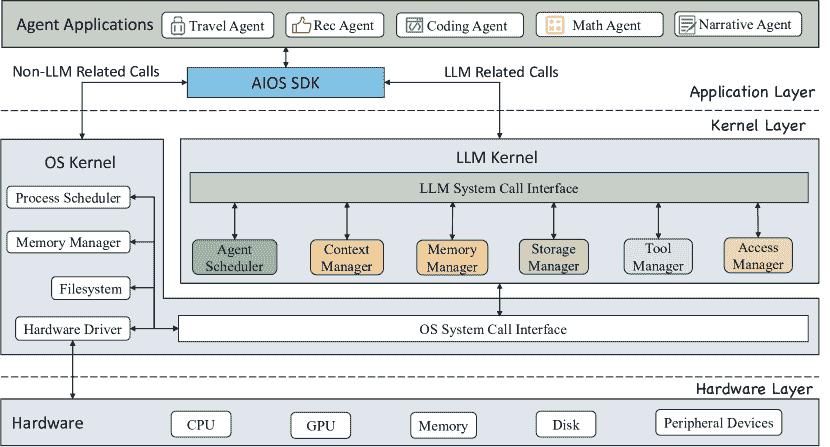 Agent Applications
Travel Agent
Rec Agent
Coding Agent
Math Agent
Narrative Agent
Non-LLM Related Calls
AIOS SDK
LLM Related Calls
Application Layer
Kernel Layer
OS Kernel
LLM Kernel
LLM System Call Interface
Process Scheduler
Memory Manager
Filesystem
Hardware Driver
Agent
Scheduler
Context
Manager
Memory
Manager
Storage
Manager
Tool
Manager
Access
Manager
OS System Call Interface
Hardware Layer
Hardware
CPU
GPU
Memory
Disk
Peripheral Devices